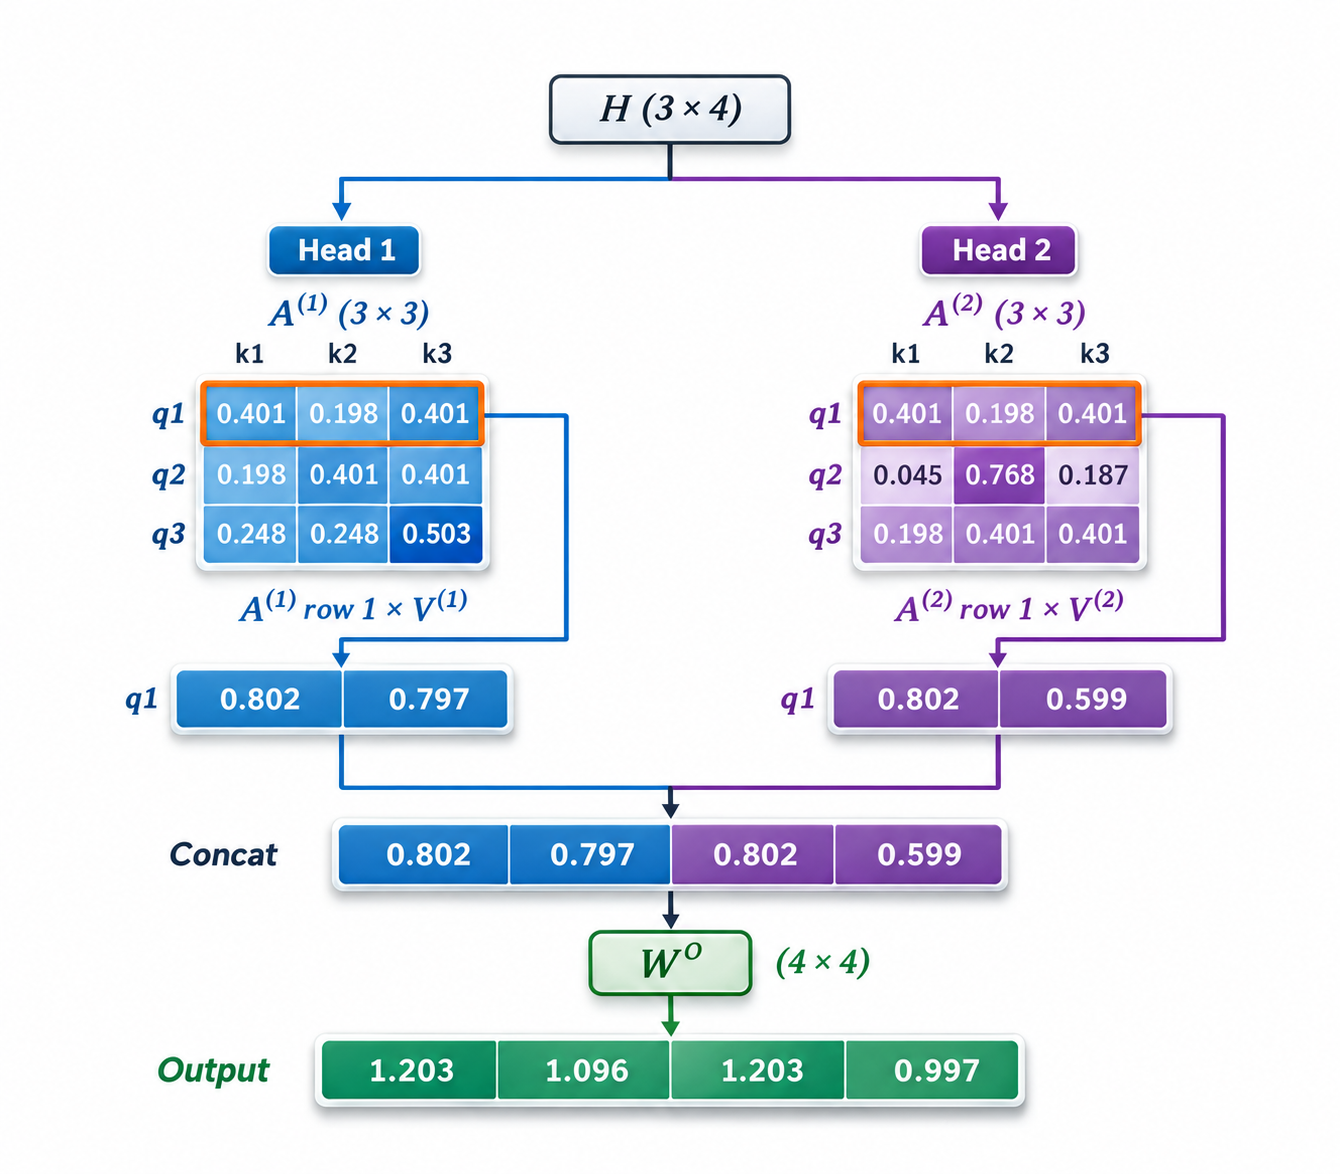 H (3 × 4)
Head 1
Head 2
A^(1) (3 × 3)
A^(2) (3 × 3)
k1 k2 k3
k1 k2 k3
q1 0.401 0.198 0.401
q1 0.401 0.198 0.401
q2 0.198 0.401 0.401
q2 0.045 0.768 0.187
q3 0.248 0.248 0.503
q3 0.198 0.401 0.401
A^(1) row 1 × V^(1)
A^(2) row 1 × V^(2)
q1 0.802 0.797
q1 0.802 0.599
Concat 0.802 0.797 0.802 0.599
W^O (4 × 4)
Output 1.203 1.096 1.203 0.997